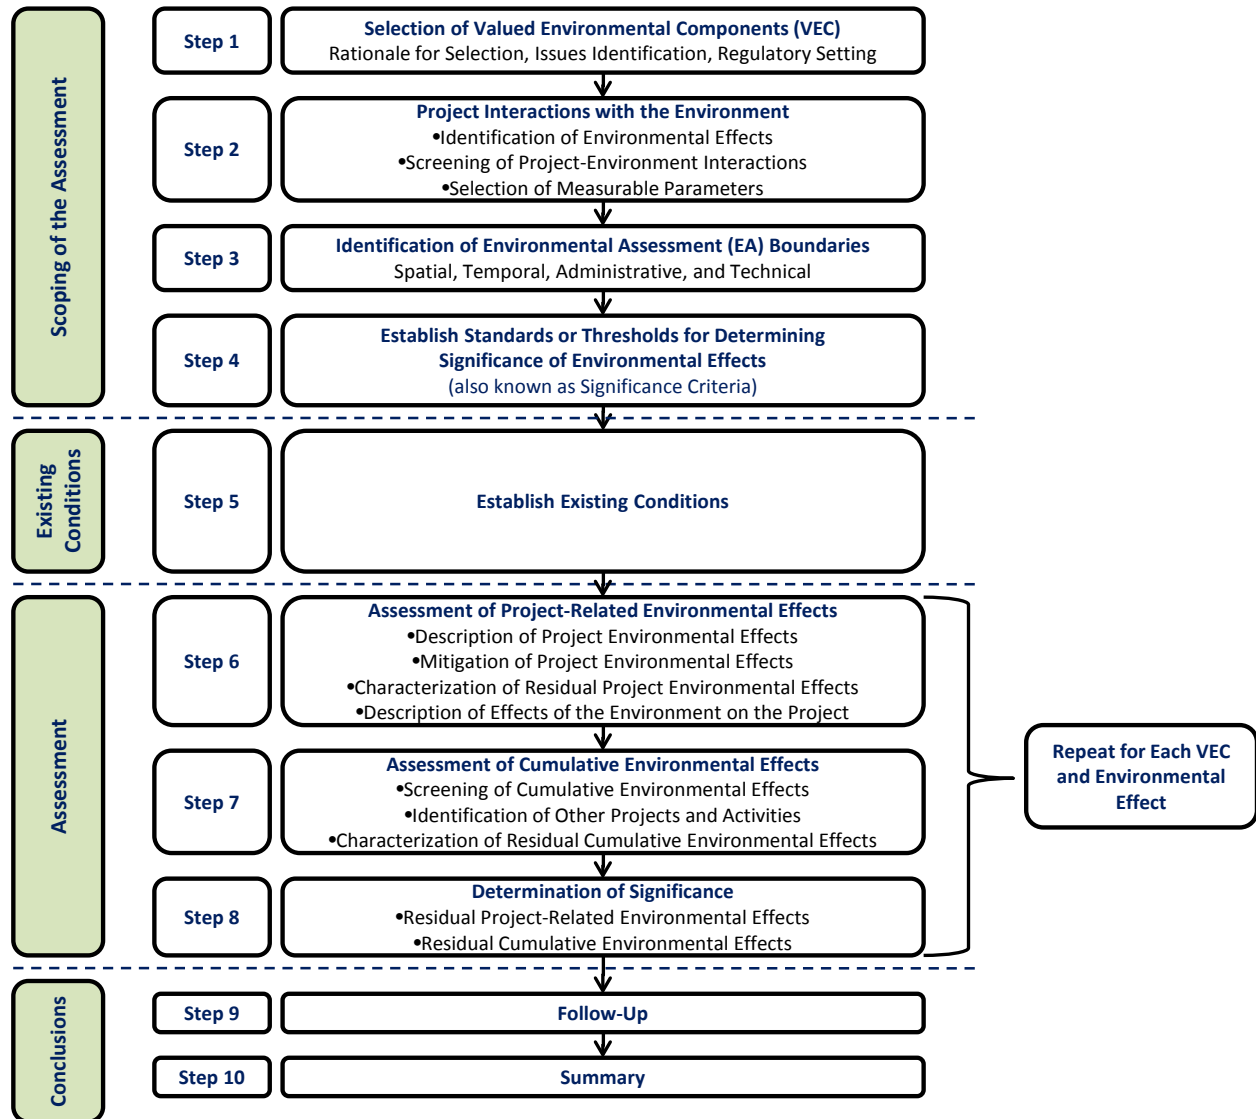 Scoping of the Assessment
Step 1
Selection of Valued Environmental Components (VEC)
Rationale for Selection, Issues Identification, Regulatory Setting
Step 2
Project Interactions with the Environment
•Identification of Environmental Effects
•Screening of Project-Environment Interactions
•Selection of Measurable Parameters
Step 3
Identification of Environmental Assessment (EA) Boundaries
Spatial, Temporal, Administrative, and Technical
Step 4
Establish Standards or Thresholds for Determining
Significance of Environmental Effects
(also known as Significance Criteria)
Existing
Conditions
Step 5
Establish Existing Conditions
Assessment
Step 6
Assessment of Project-Related Environmental Effects
•Description of Project Environmental Effects
•Mitigation of Project Environmental Effects
•Characterization of Residual Project Environmental Effects
•Description of Effects of the Environment on the Project
Step 7
Assessment of Cumulative Environmental Effects
•Screening of Cumulative Environmental Effects
•Identification of Other Projects and Activities
•Characterization of Residual Cumulative Environmental Effects
Step 8
Determination of Significance
•Residual Project-Related Environmental Effects
•Residual Cumulative Environmental Effects
Repeat for Each VEC
and Environmental
Effect
Conclusions
Step 9
Follow-Up
Step 10
Summary